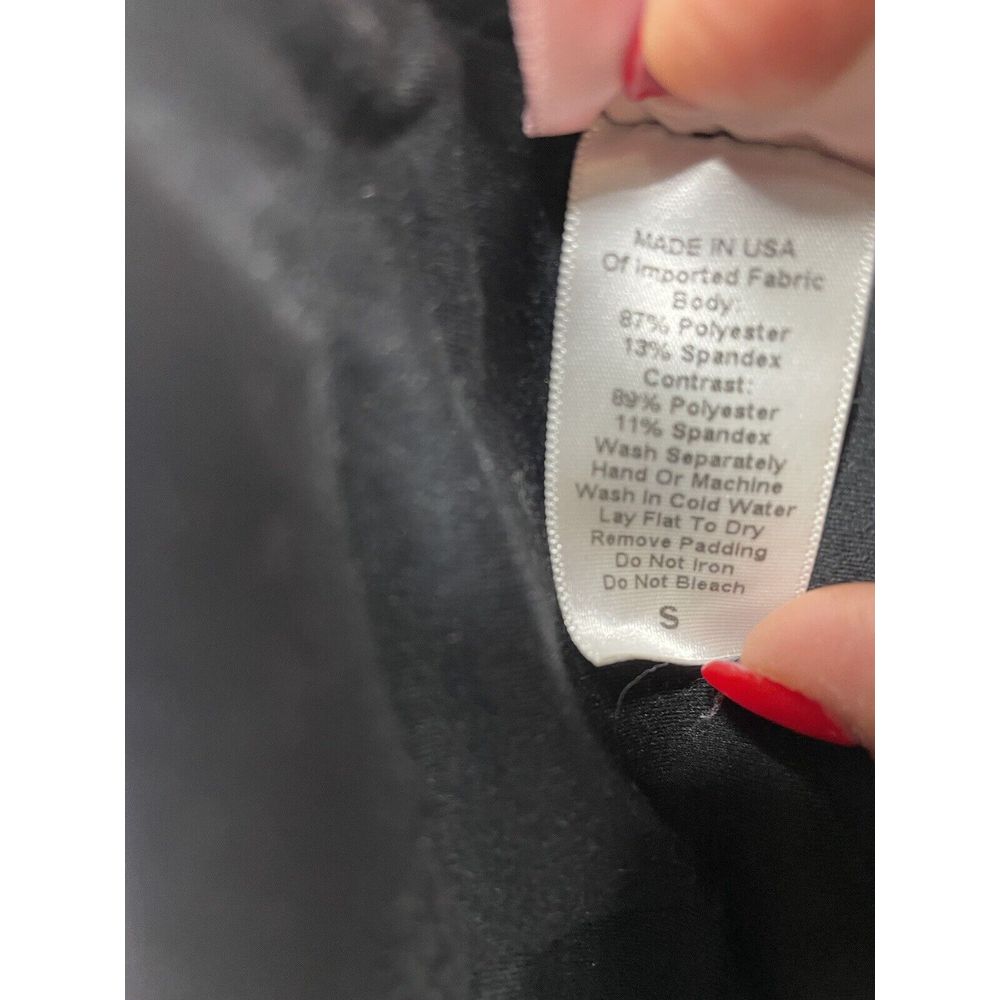 MADE IN USA
Of Imported Fabric
Body:
87% Polyester
13% Spandex
Contrast:
89% Polyester
11% Spandex
Wash Separately
Hand Or Machine
Wash In Cold Water
Lay Flat To Dry
Remove Padding
Do Not Iron
Do Not Bleach
S